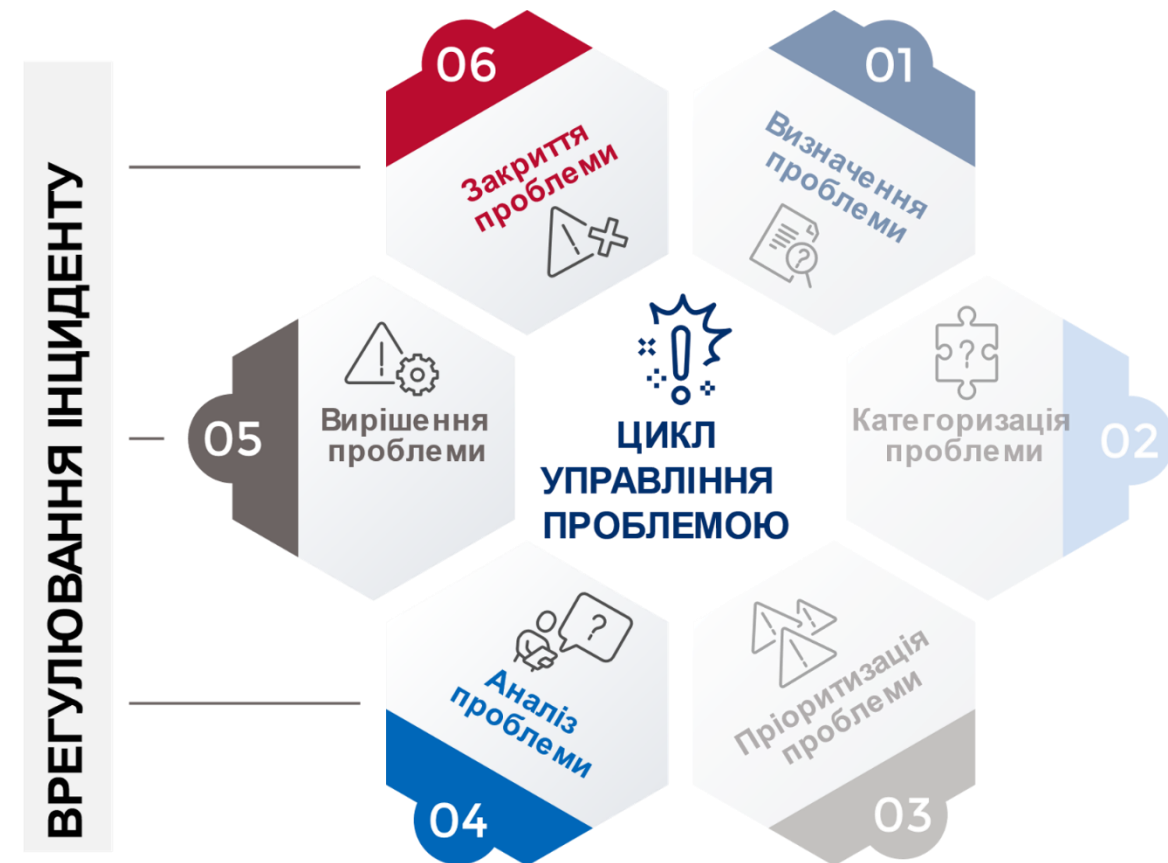 ВРЕГУЛЮВАННЯ ІНЦИДЕНТУ
06
Закриття
проблеми
01
Визначення
проблеми
05
Вирішення
проблеми
ЦИКЛ
УПРАВЛІННЯ
ПРОБЛЕМОЮ
Категоризація
проблеми
02
Аналіз
проблеми
04
Пріоритизація
проблеми
03